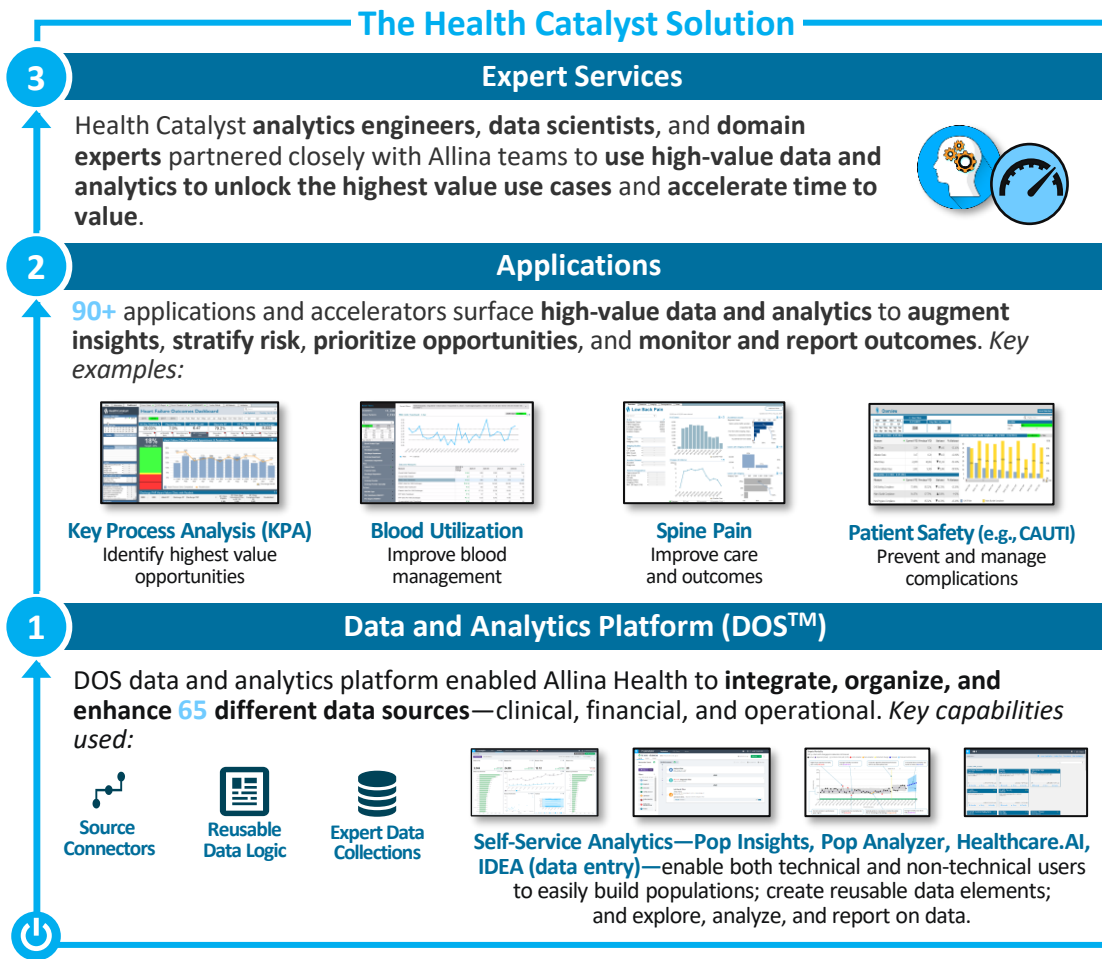 The Health Catalyst Solution
3
Expert Services
Health Catalyst analytics engineers, data scientists, and domain
experts partnered closely with Allina teams to use high-value data and
analytics to unlock the highest value use cases and accelerate time to
value.
2
Applications
90+ applications and accelerators surface high-value data and analytics to augment
insights, stratify risk, prioritize opportunities, and monitor and report outcomes. Key
examples:
Heart Failure Outcomes Dashboard
18%
Low Back Pain
Key Process Analysis (KPA)
Identify highest value
opportunities
Blood Utilization
Improve blood
management
Spine Pain
Improve care
and outcomes
Patient Safety (e.g., CAUTI)
Prevent and manage
complications
1
Data and Analytics Platform (DOS™)
DOS data and analytics platform enabled Allina Health to integrate, organize, and
enhance 65 different data sources—clinical, financial, and operational. Key capabilities
used:
Source
Connectors
Reusable
Data Logic
Expert Data
Collections
Self-Service Analytics—Pop Insights, Pop Analyzer, Healthcare.AI,
IDEA (data entry)—enable both technical and non-technical users
to easily build populations; create reusable data elements;
and explore, analyze, and report on data.